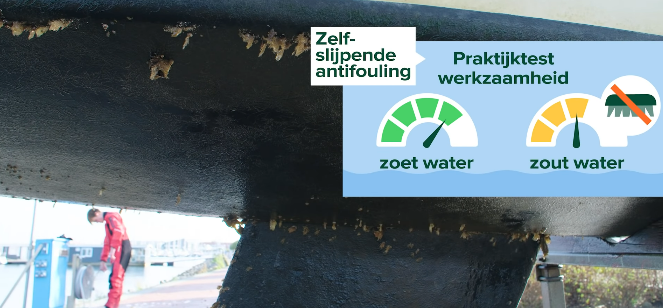 Zelf-
slijpende
antifouling
Praktijktest
werkzaamheid
zoet water
zout water